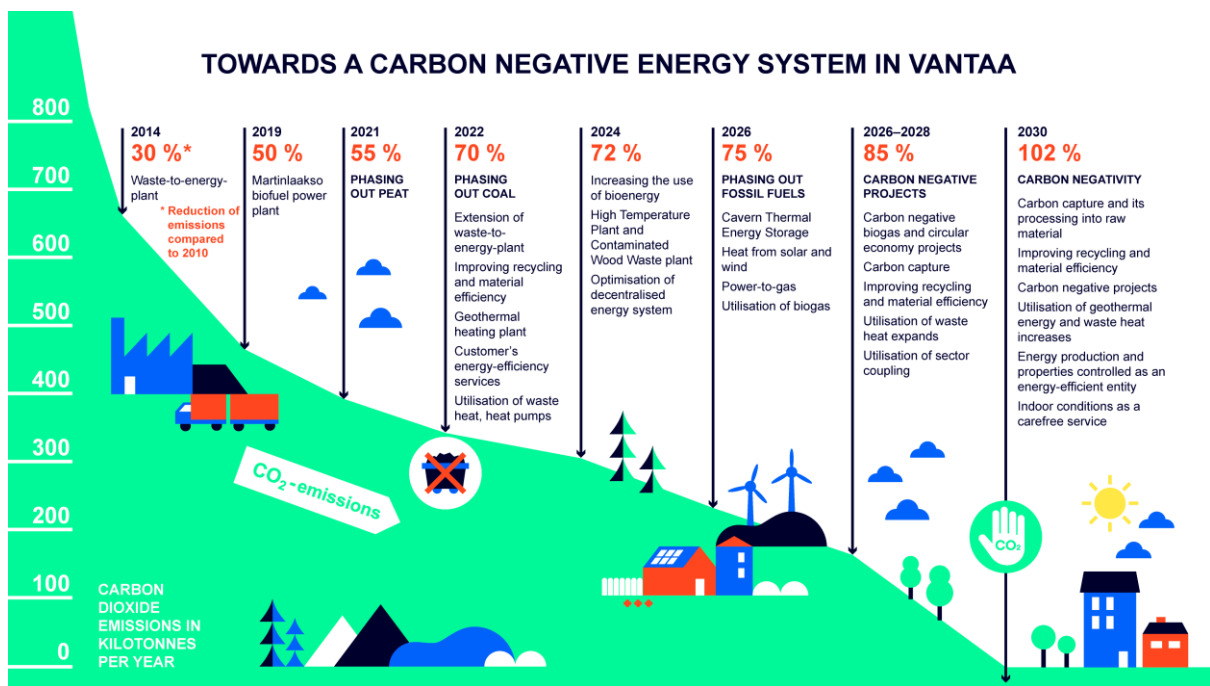 TOWARDS A CARBON NEGATIVE ENERGY SYSTEM IN VANTAA
800
700
600
500
400
300
200
100
0
CARBON
DIOXIDE
EMISSIONS IN
KILOTONNES
PER YEAR
2014
30 %*
Waste-to-energy-
plant
* Reduction of
emissions
compared
to 2010
2019
50 %
Martinlaakso
biofuel power
plant
2021
55 %
PHASING
OUT PEAT
2022
70 %
PHASING
OUT COAL
Extension of
waste-to-
energy-plant
Improving recycling
and material
efficiency
Geothermal
heating plant
Customer's
energy-efficiency
services
Utilisation of waste
heat, heat pumps
2024
72 %
Increasing the use
of bioenergy
High Temperature
Plant and
Contaminated
Wood Waste plant
Optimisation of
decentralised
energy system
2026
75 %
PHASING OUT
FOSSIL FUELS
Cavern Thermal
Energy Storage
Heat from solar and
wind
Power-to-gas
Utilisation of biogas
2026–2028
85 %
CARBON NEGATIVE
PROJECTS
Carbon negative
biogas and circular
economy projects
Carbon capture
Improving recycling
and material efficiency
Utilisation of waste
heat expands
Utilisation of sector
coupling
2030
102 %
CARBON NEGATIVITY
Carbon capture and its
processing into raw
material
Improving recycling and
material efficiency
Carbon negative projects
Utilisation of geothermal
energy and waste heat
increases
Energy production and
properties controlled as an
energy-efficient entity
Indoor conditions as a
carefree service
CO₂-emissions
CO₂